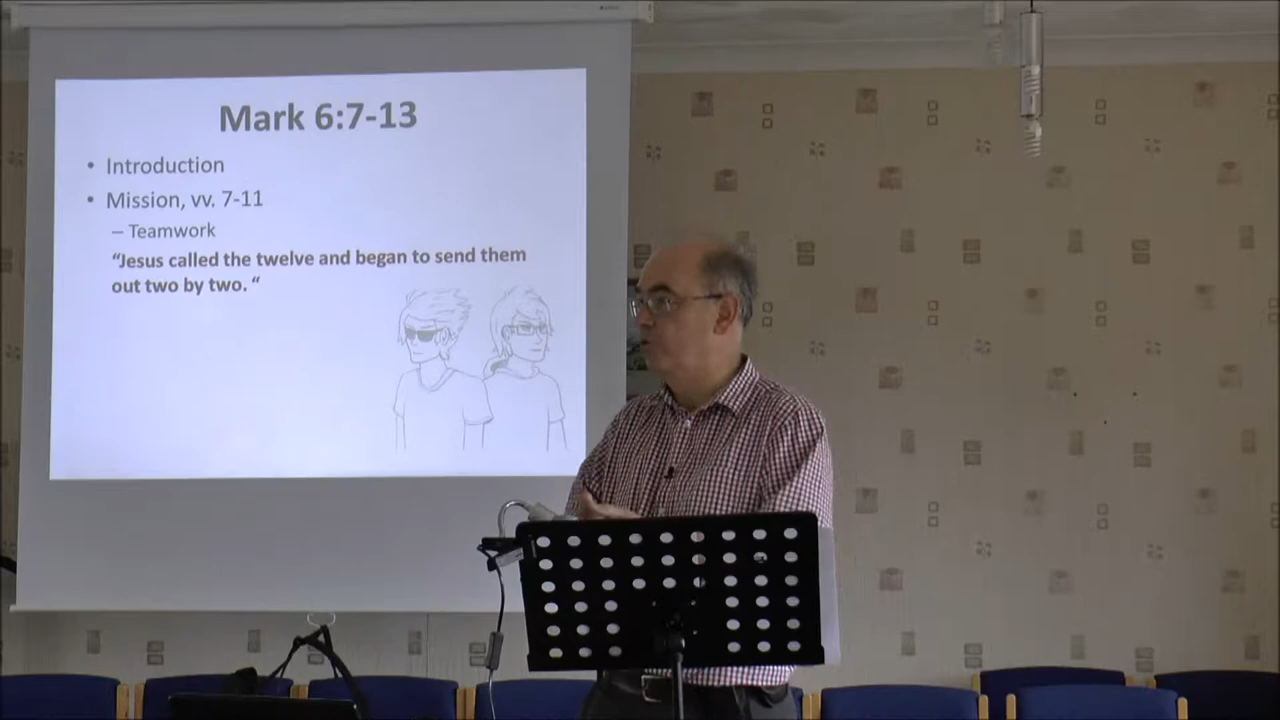 Mark 6:7-13
• Introduction
• Mission, vv. 7-11
– Teamwork
“Jesus called the twelve and began to send them
out two by two. “